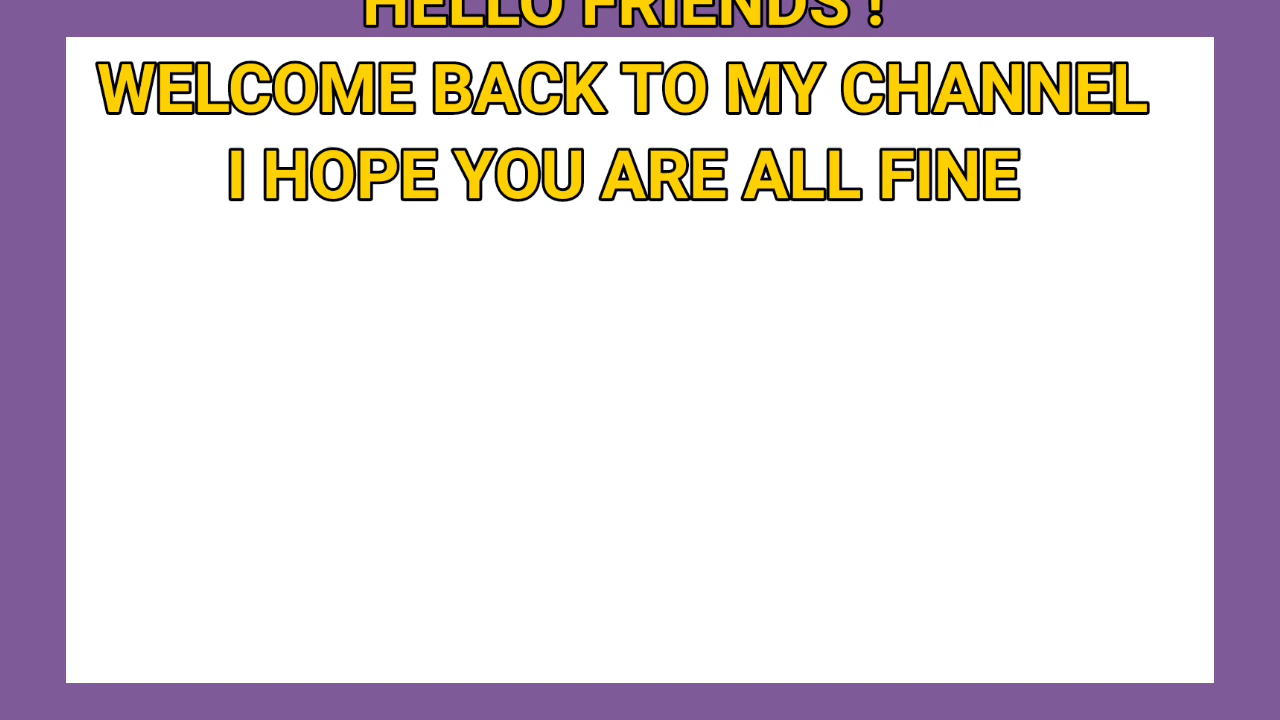 HELLO FRIENDS !
WELCOME BACK TO MY CHANNEL
I HOPE YOU ARE ALL FINE